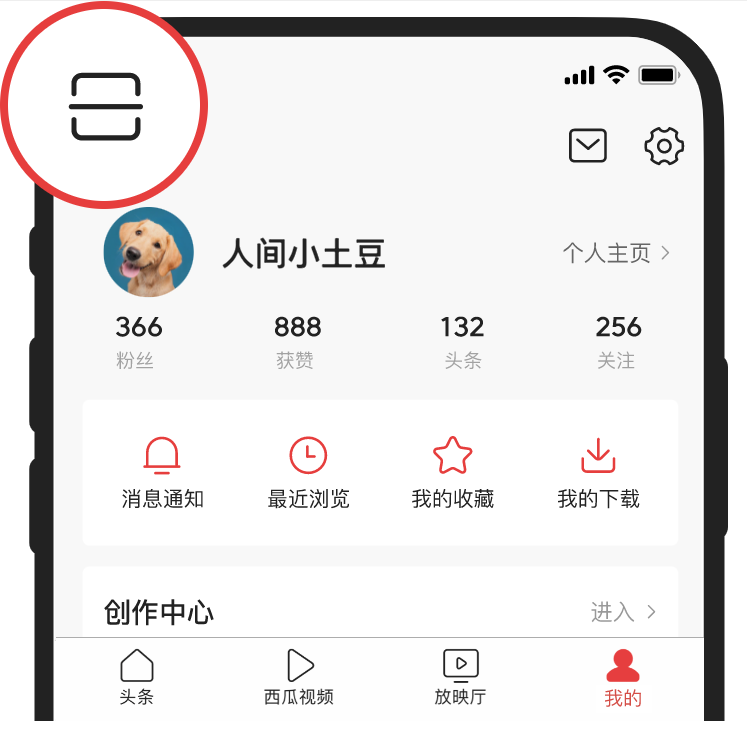 人间小土豆 个人主页
366 888 132 256
粉丝 获赞 头条 关注
消息通知 最近浏览 我的收藏 我的下载
创作中心 进入
头条 西瓜视频 放映厅 我的